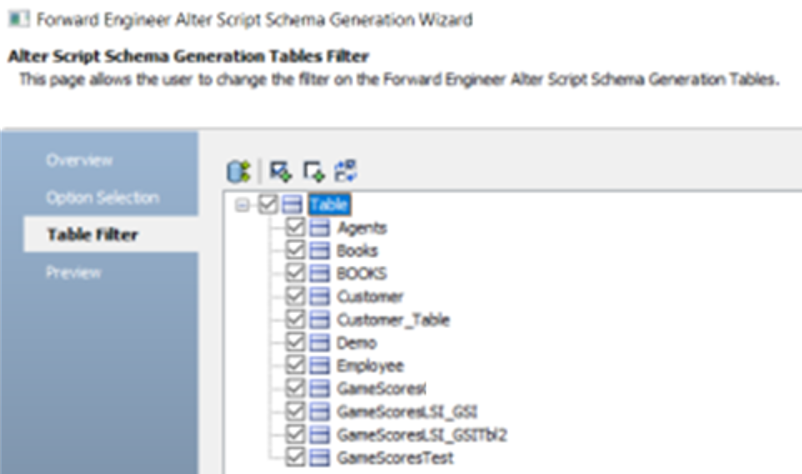 Forward Engineer Alter Script Schema Generation Wizard
Alter Script Schema Generation Tables Filter
This page allows the user to change the filter on the Forward Engineer Alter Script Schema Generation Tables.
Overview
Option Selection
Table Filter
Preview
Table
Agents
Books
BOOKS
Customer
Customer_Table
Demo
Employee
GameScores
GameScoresLSI_GSI
GameScoresLSI_GSITbl2
GameScoresTest